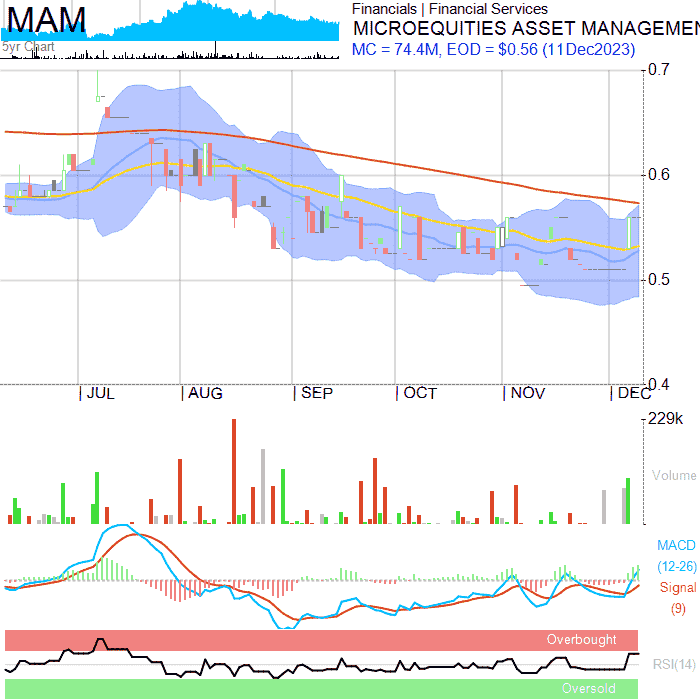 MAM
5yr Chart
Financials | Financial Services
MICROEQUITIES ASSET MANAGEMEN
MC = 74.4M, EOD = $0.56 (11Dec2023)
0.7
0.6
0.5
0.4
JUL AUG SEP OCT NOV DEC
229k
Volume
MACD
(12-26)
Signal
(9)
Overbought
RSI(14)
Oversold